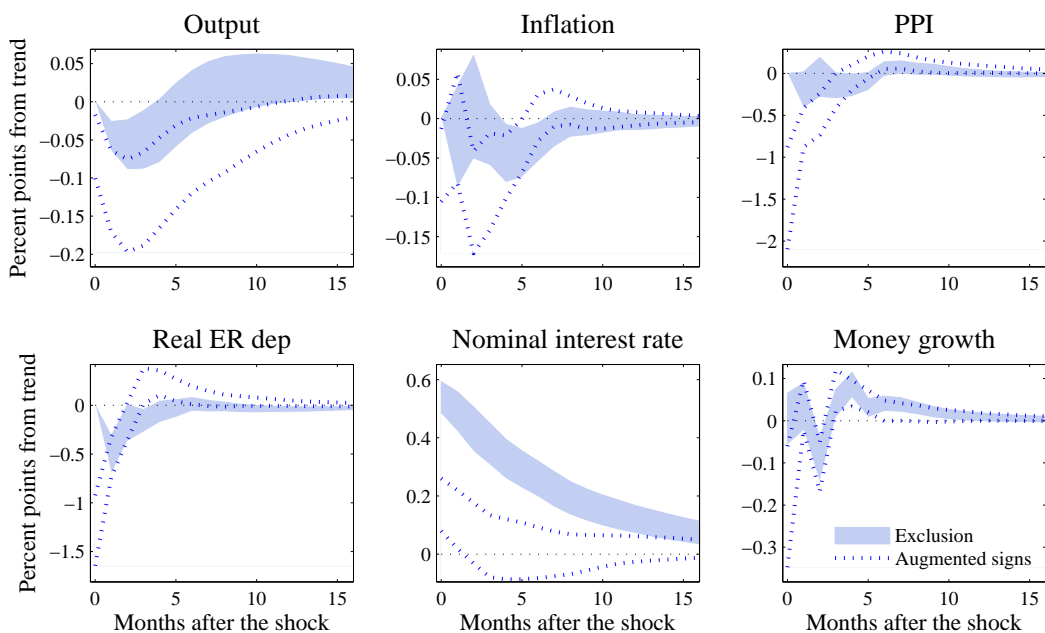 Output
Inflation
PPI
Percent points from trend
0.05
0
−0.05
−0.1
−0.15
−0.2
0 5 10 15
0.05
0
−0.05
−0.1
−0.15
0 5 10 15
0
−0.5
−1
−1.5
−2
0 5 10 15
Real ER dep
Nominal interest rate
Money growth
Percent points from trend
0
−0.5
−1
−1.5
0 5 10 15
Months after the shock
0.6
0.4
0.2
0
0 5 10 15
Months after the shock
0.1
0
−0.1
−0.2
−0.3
0 5 10 15
Months after the shock
Exclusion
Augmented signs